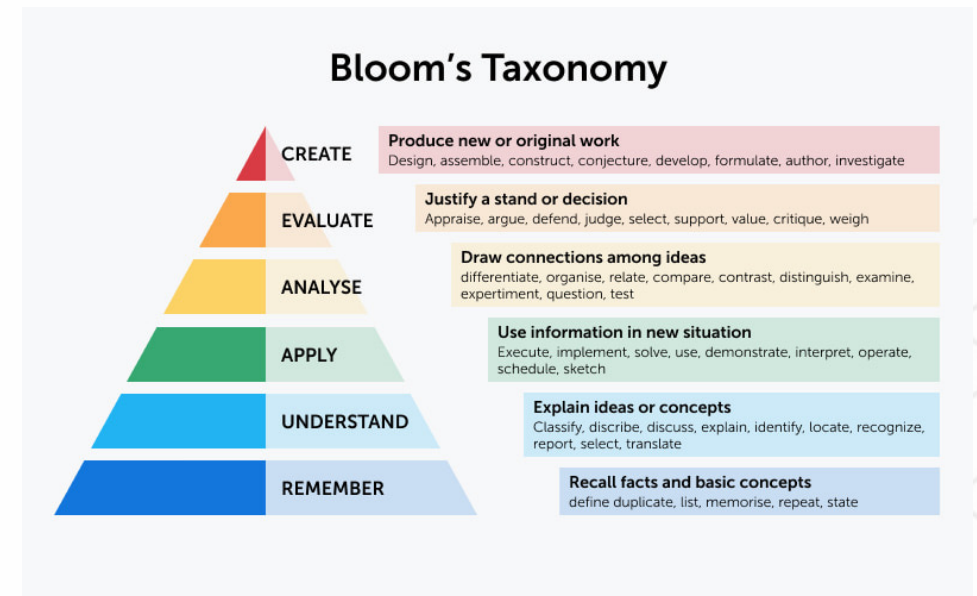 Bloom's Taxonomy
CREATE
Produce new or original work
Design, assemble, construct, conjecture, develop, formulate, author, investigate
EVALUATE
Justify a stand or decision
Appraise, argue, defend, judge, select, support, value, critique, weigh
ANALYSE
Draw connections among ideas
differentiate, organise, relate, compare, contrast, distinguish, examine,
expertiment, question, test
APPLY
Use information in new situation
Execute, implement, solve, use, demonstrate, interpret, operate,
schedule, sketch
UNDERSTAND
Explain ideas or concepts
Classify, discribe, discuss, explain, identify, locate, recognize,
report, select, translate
REMEMBER
Recall facts and basic concepts
define duplicate, list, memorise, repeat, state